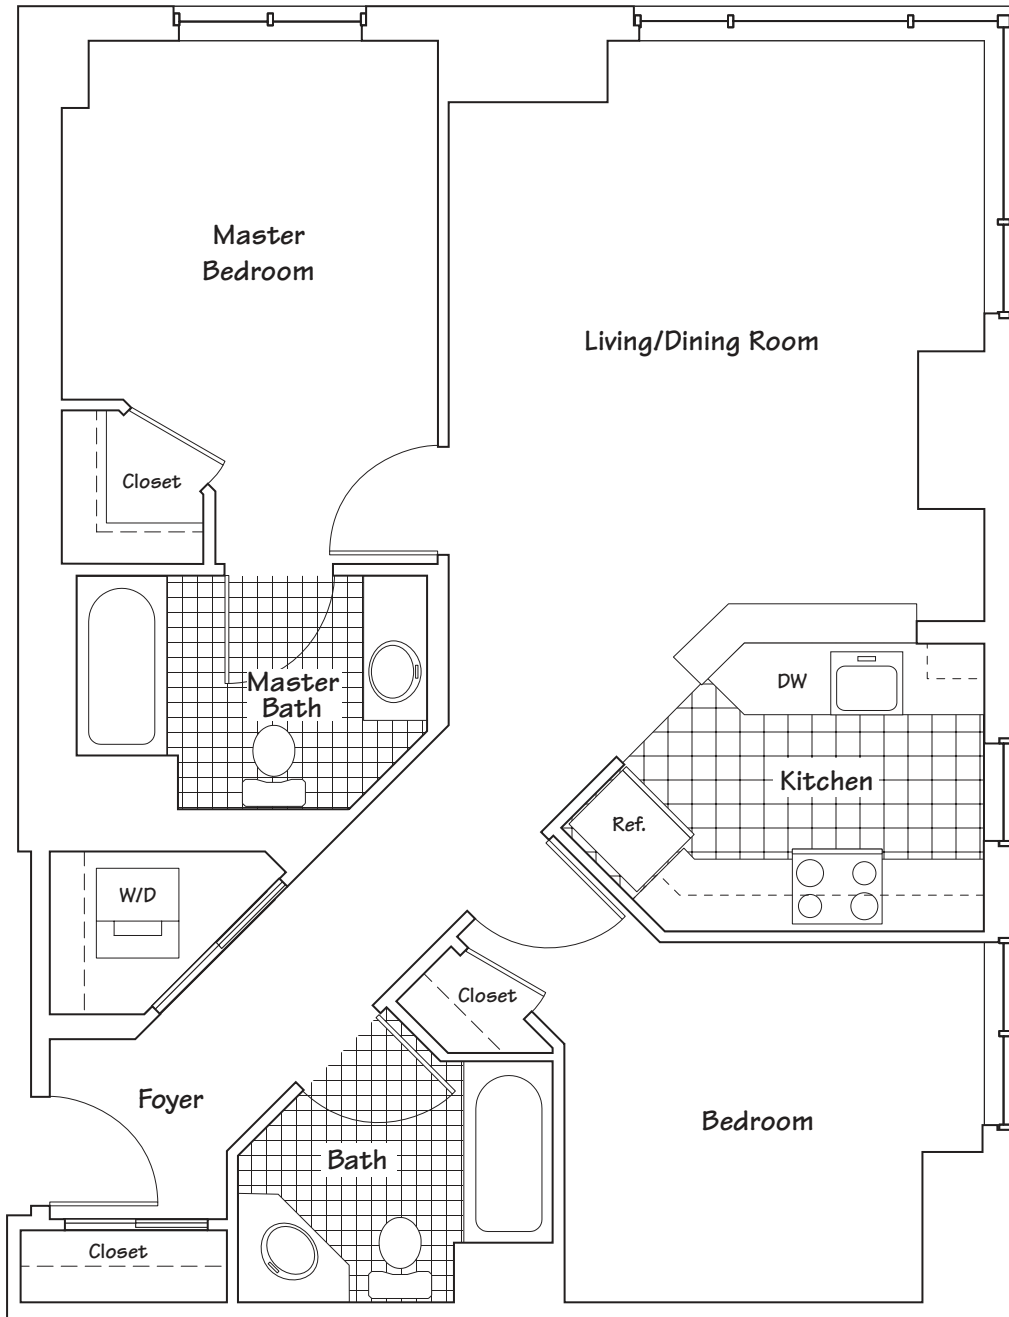 Master
Bedroom
Living/Dining Room
Closet
Master
Bath
DW
Kitchen
Ref.
W/D
Closet
Foyer
Bedroom
Bath
Closet